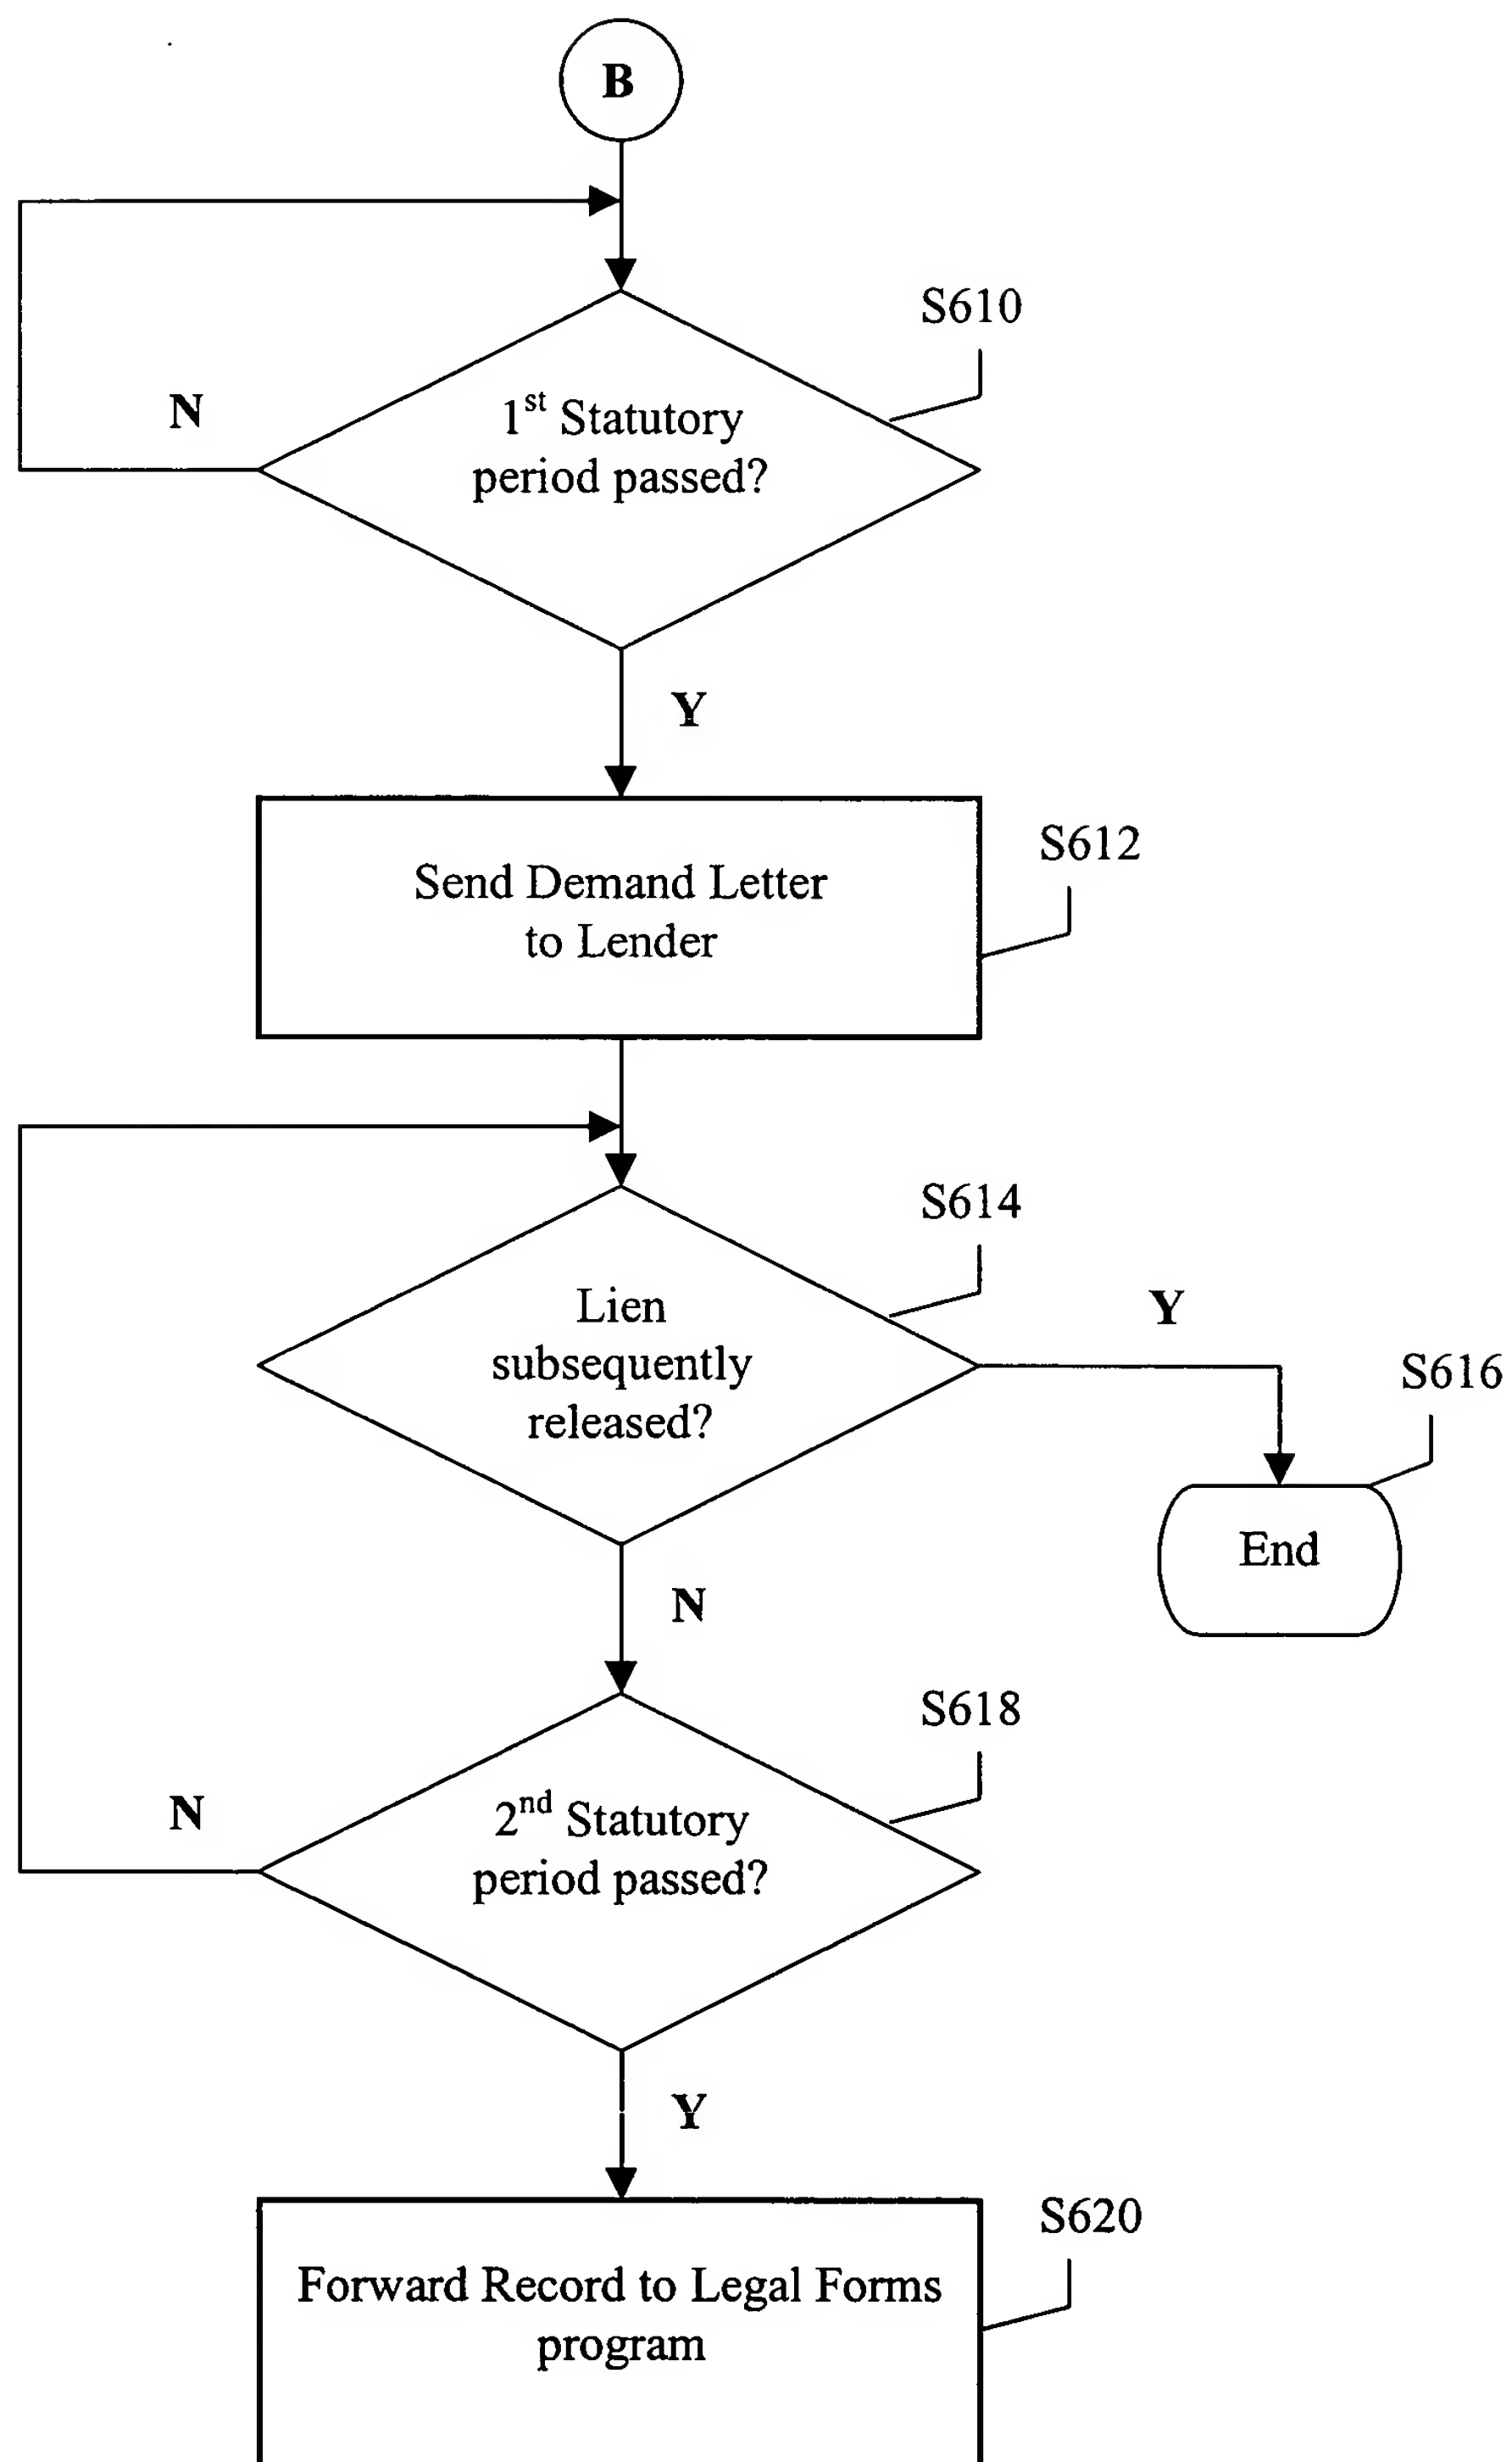 B
S610
N
1st Statutory
period passed?
Y
S612
Send Demand Letter
to Lender
S614
Lien
subsequently
released?
Y
S616
End
N
S618
N
2nd Statutory
period passed?
Y
S620
Forward Record to Legal Forms
program